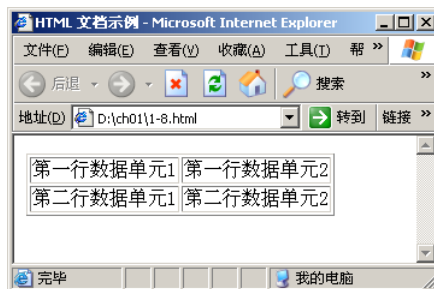 HTML 文档示例 - Microsoft Internet Explorer
文件(F) 编辑(E) 查看(V) 收藏(A) 工具(T) 帮 »
后退 搜索 »
地址(D) D:\ch01\1-8.html 转到 链接 »
第一行数据单元1 第一行数据单元2
第二行数据单元1 第二行数据单元2
完毕 我的电脑